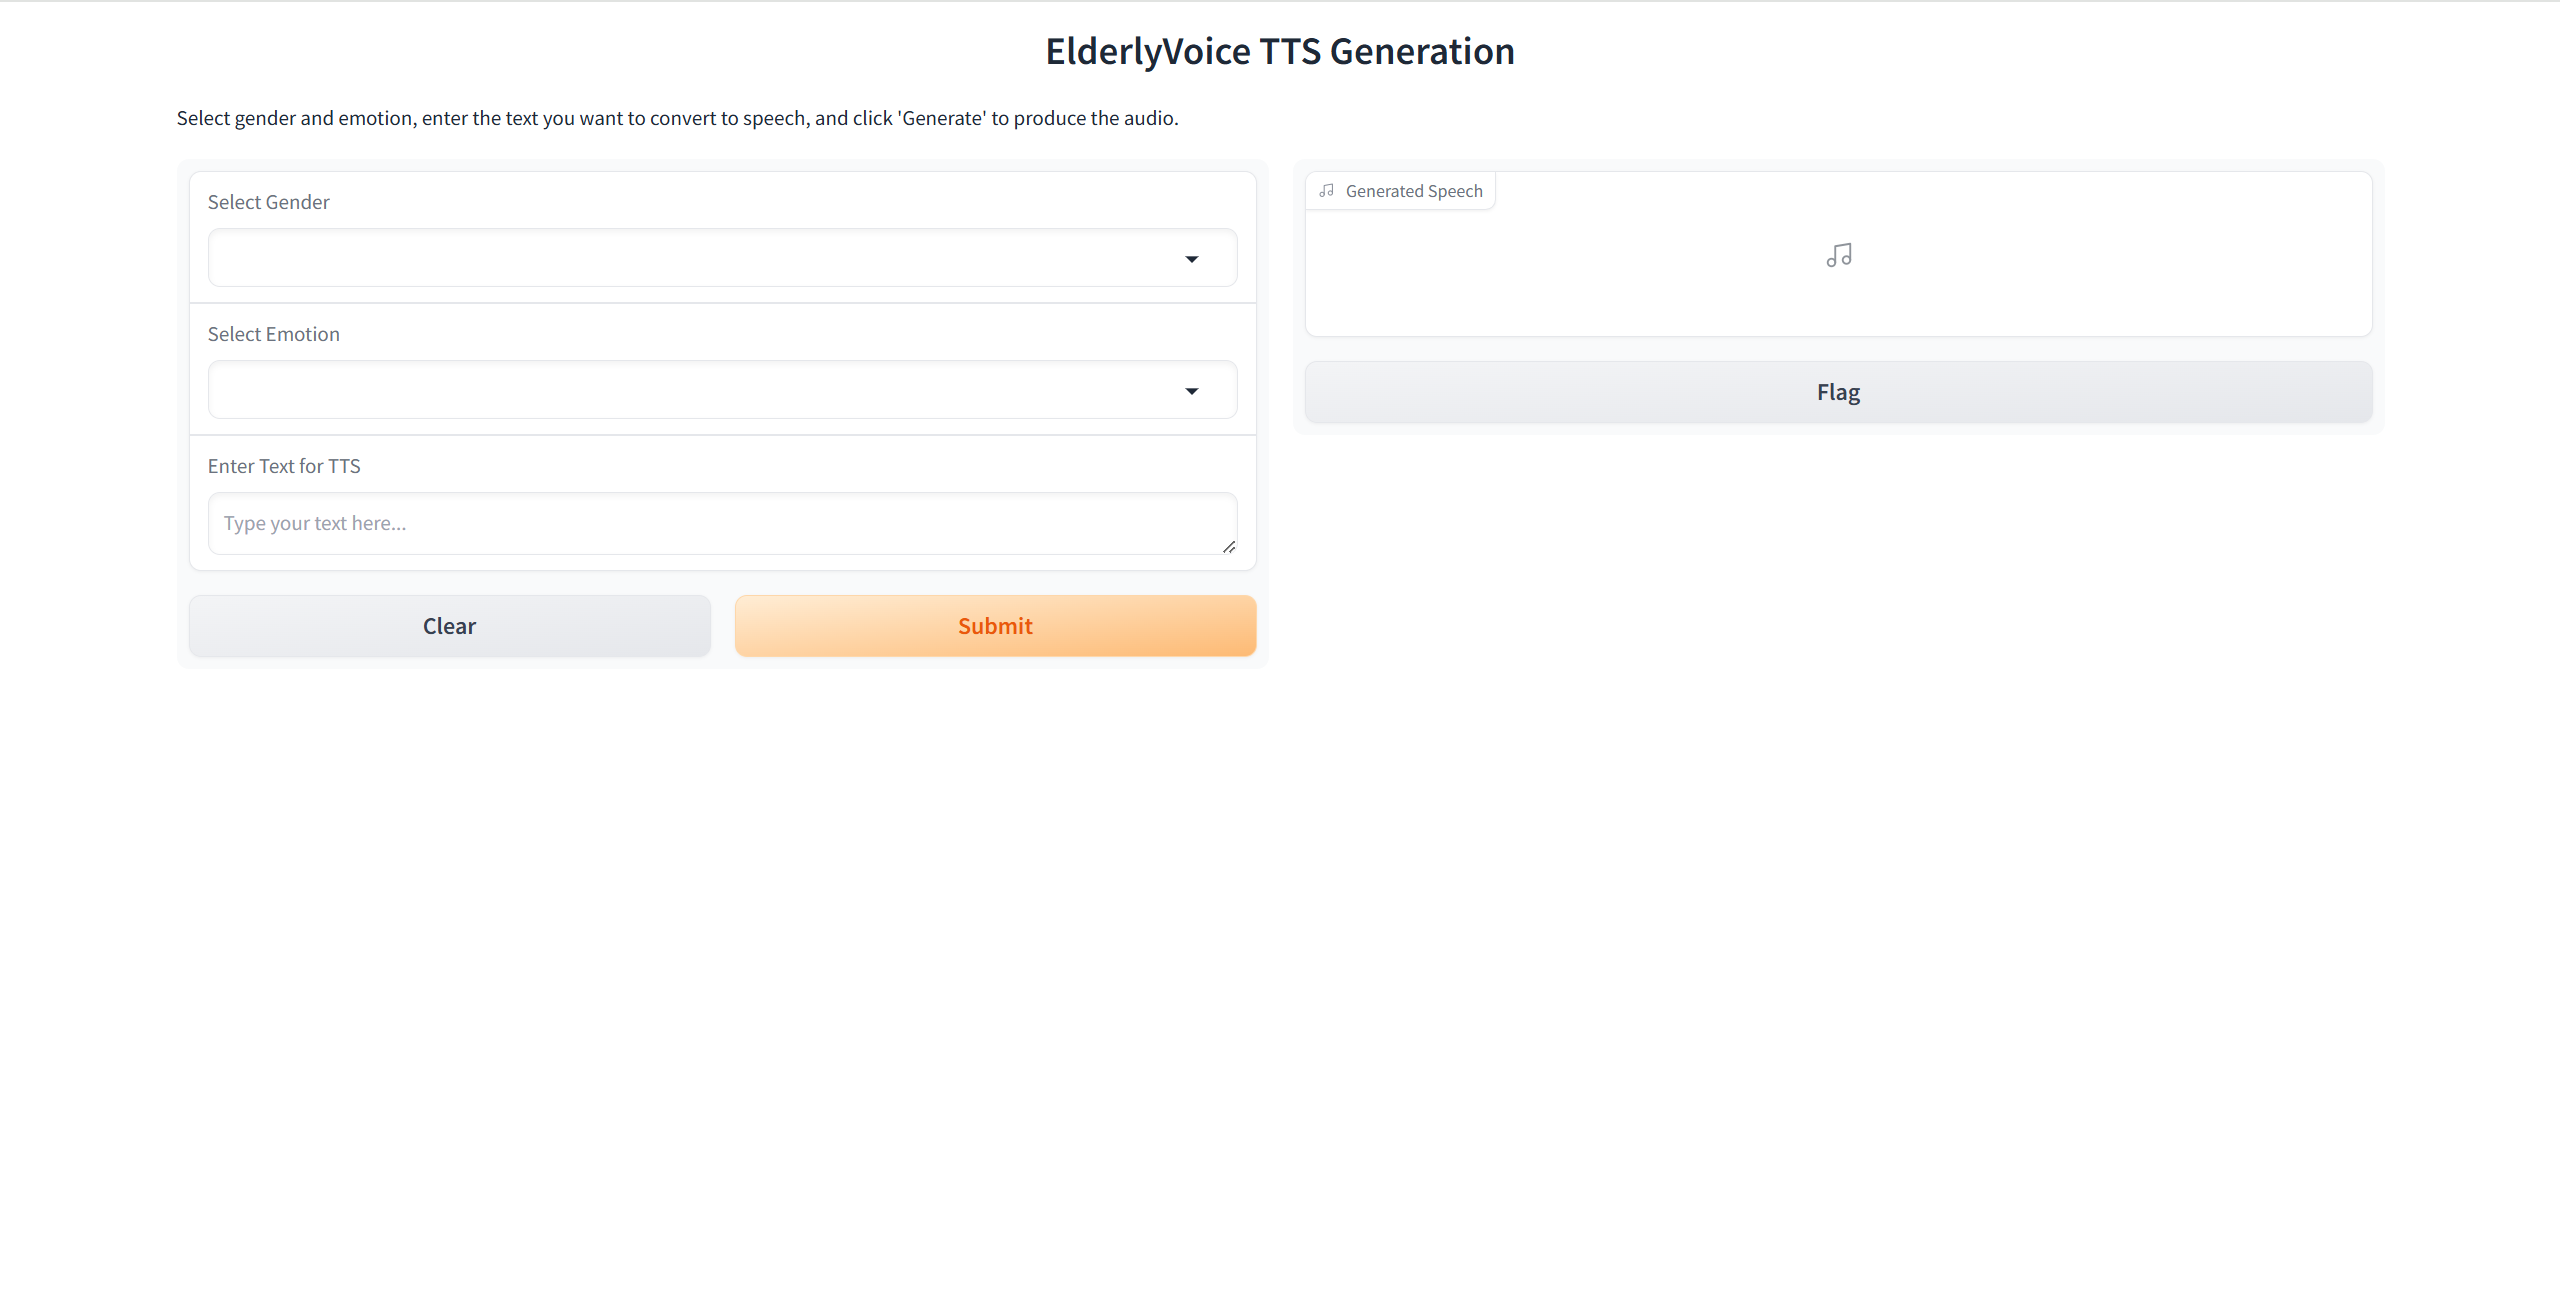 ElderlyVoice TTS Generation
Select gender and emotion, enter the text you want to convert to speech, and click 'Generate' to produce the audio.
Select Gender
Select Emotion
Enter Text for TTS
Type your text here...
Clear
Submit
Generated Speech
Flag